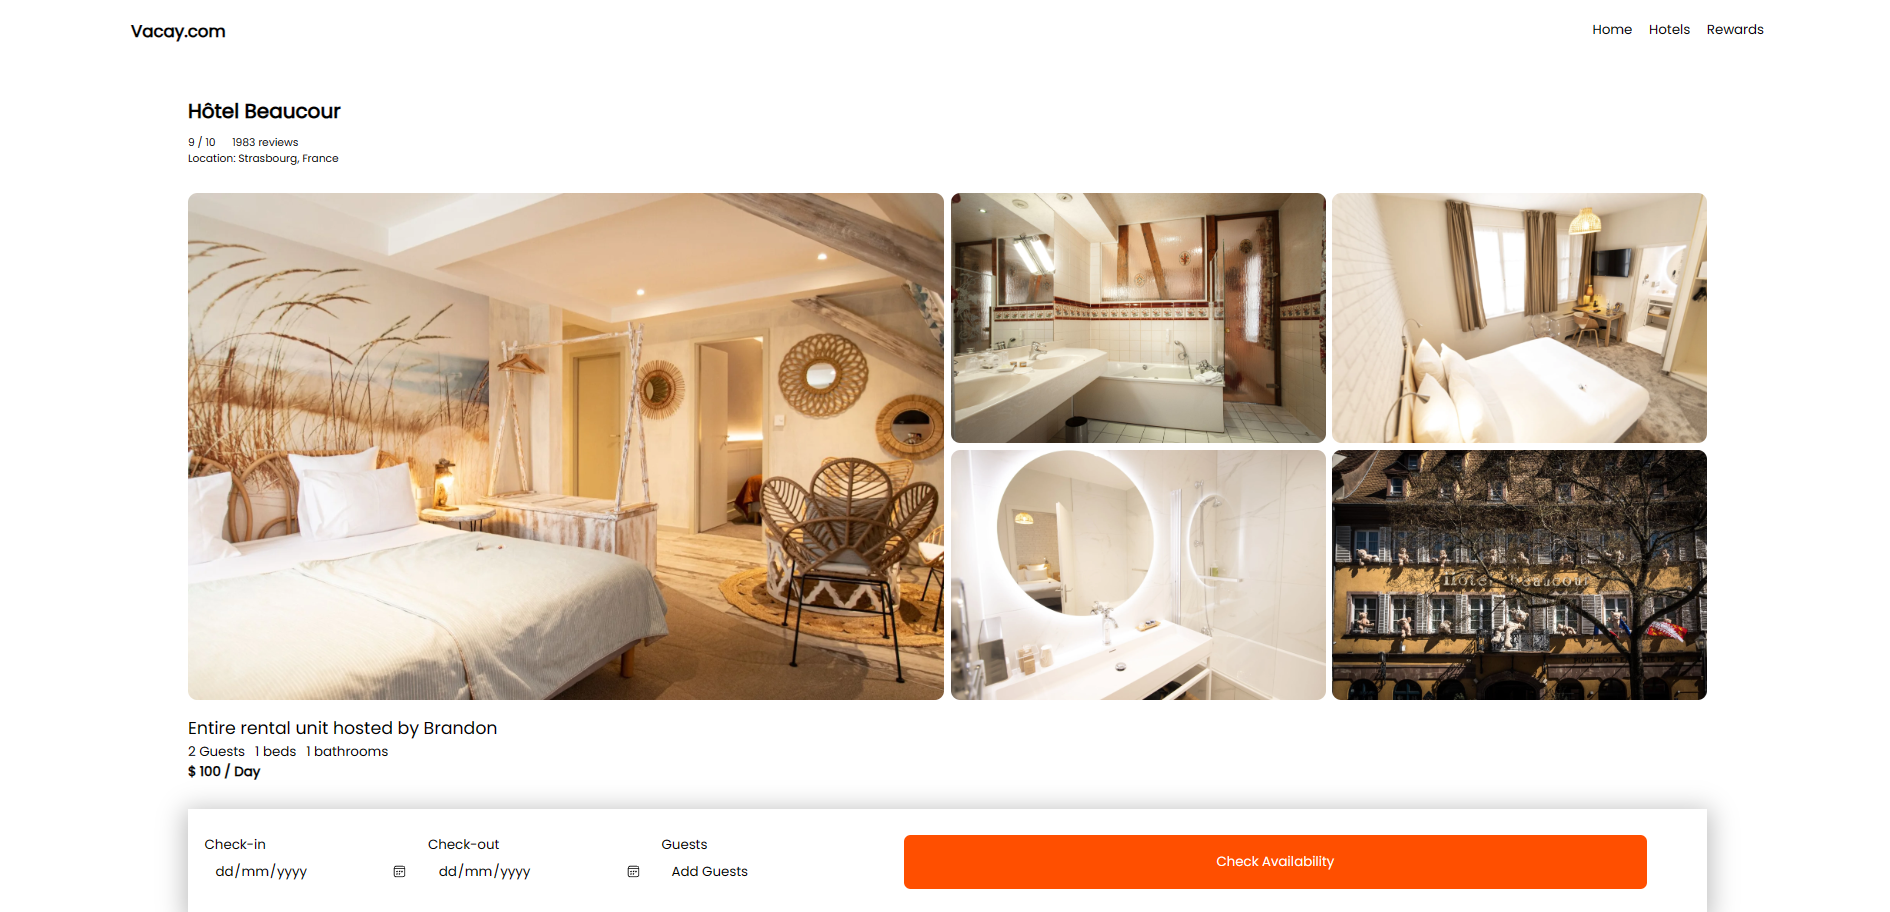 Vacay.com
Home Hotels Rewards
Hôtel Beaucour
9 / 10 1983 reviews
Location: Strasbourg, France
Hotel Beaucour
Entire rental unit hosted by Brandon
2 Guests 1 beds 1 bathrooms
$ 100 / Day
Check-in Check-out Guests
dd/mm/yyyy dd/mm/yyyy Add Guests
Check Availability